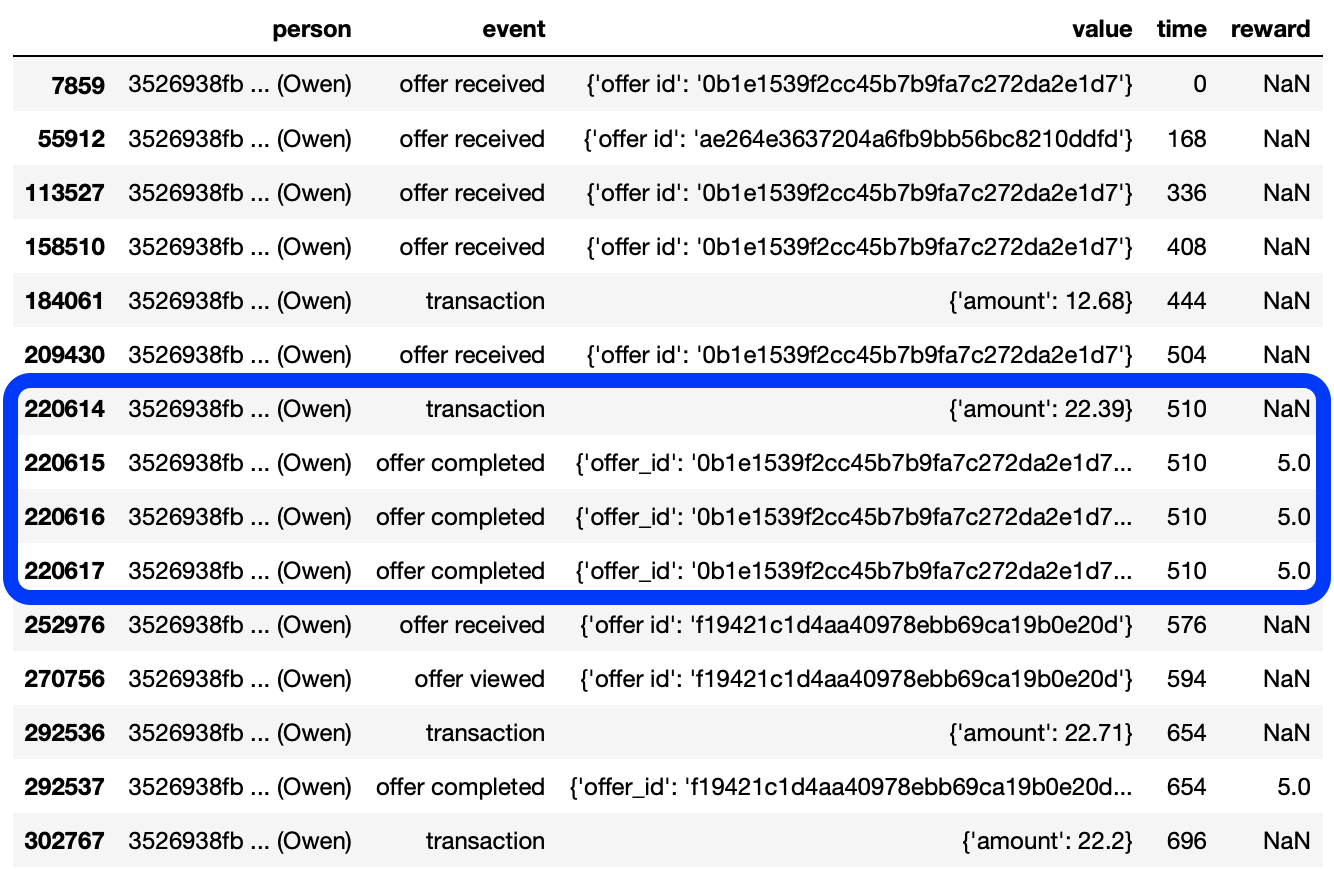 person event value time reward
7859 3526938fb ... (Owen) offer received {'offer id': '0b1e1539f2cc45b7b9fa7c272da2e1d7'} 0 NaN
55912 3526938fb ... (Owen) offer received {'offer id': 'ae264e3637204a6fb9bb56bc8210ddfd'} 168 NaN
113527 3526938fb ... (Owen) offer received {'offer id': '0b1e1539f2cc45b7b9fa7c272da2e1d7'} 336 NaN
158510 3526938fb ... (Owen) offer received {'offer id': '0b1e1539f2cc45b7b9fa7c272da2e1d7'} 408 NaN
184061 3526938fb ... (Owen) transaction {'amount': 12.68} 444 NaN
209430 3526938fb ... (Owen) offer received {'offer id': '0b1e1539f2cc45b7b9fa7c272da2e1d7'} 504 NaN
220614 3526938fb ... (Owen) transaction {'amount': 22.39} 510 NaN
220615 3526938fb ... (Owen) offer completed {'offer_id': '0b1e1539f2cc45b7b9fa7c272da2e1d7... 510 5.0
220616 3526938fb ... (Owen) offer completed {'offer_id': '0b1e1539f2cc45b7b9fa7c272da2e1d7... 510 5.0
220617 3526938fb ... (Owen) offer completed {'offer_id': '0b1e1539f2cc45b7b9fa7c272da2e1d7... 510 5.0
252976 3526938fb ... (Owen) offer received {'offer id': 'f19421c1d4aa40978ebb69ca19b0e20d'} 576 NaN
270756 3526938fb ... (Owen) offer viewed {'offer id': 'f19421c1d4aa40978ebb69ca19b0e20d'} 594 NaN
292536 3526938fb ... (Owen) transaction {'amount': 22.71} 654 NaN
292537 3526938fb ... (Owen) offer completed {'offer_id': 'f19421c1d4aa40978ebb69ca19b0e20d... 654 5.0
302767 3526938fb ... (Owen) transaction {'amount': 22.2} 696 NaN